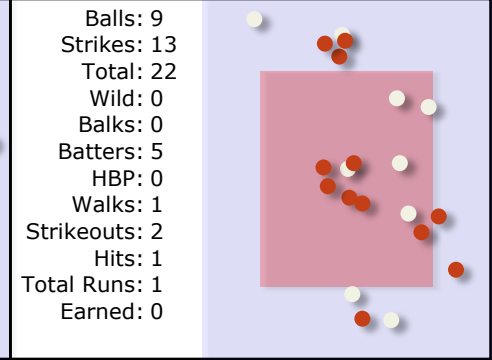 Balls: 9
Strikes: 13
Total: 22
Wild: 0
Balks: 0
Batters: 5
HBP: 0
Walks: 1
Strikeouts: 2
Hits: 1
Total Runs: 1
Earned: 0